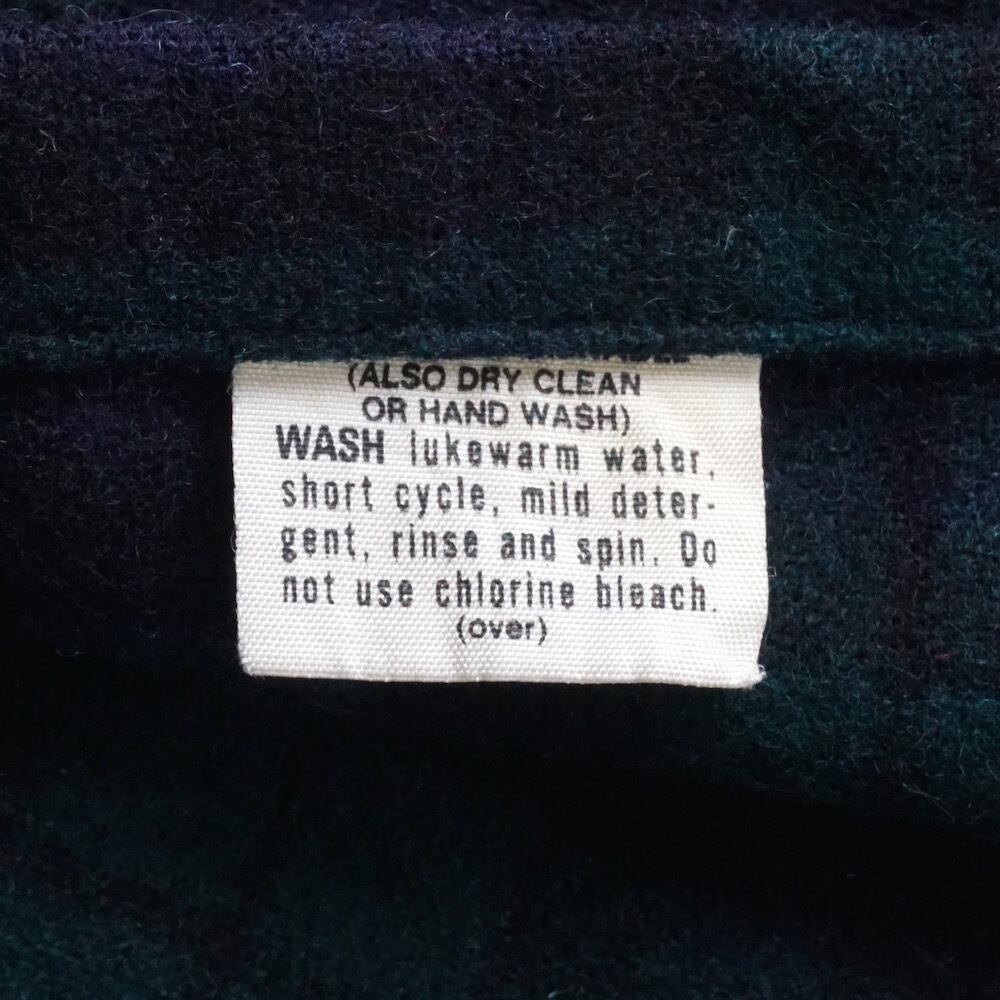 (ALSO DRY CLEAN
OR HAND WASH)
WASH lukewarm water,
short cycle, mild deter-
gent, rinse and spin. Do
not use chlorine bleach.
(over)